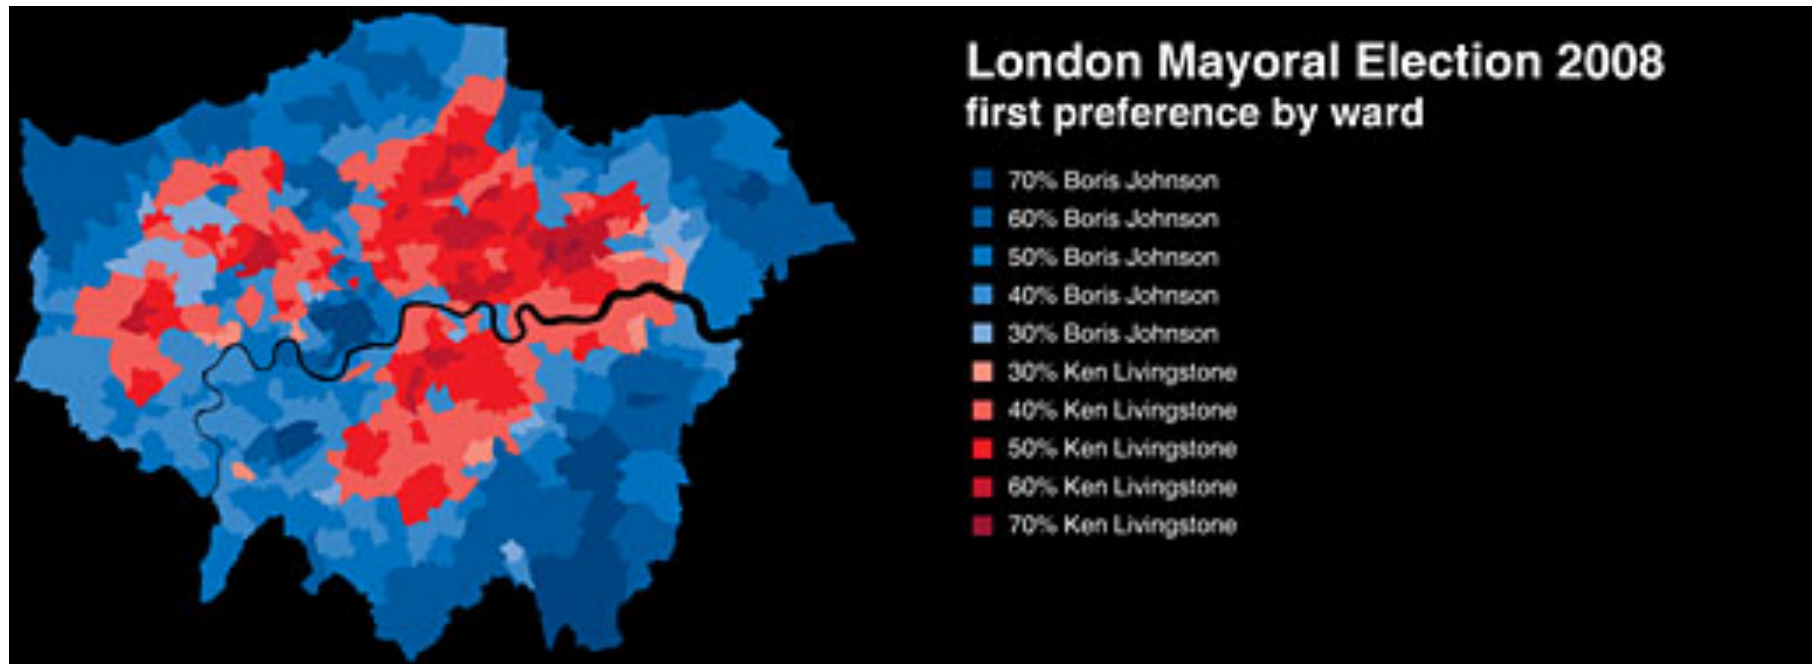 London Mayoral Election 2008
first preference by ward
70% Boris Johnson
60% Boris Johnson
50% Boris Johnson
40% Boris Johnson
30% Boris Johnson
30% Ken Livingstone
40% Ken Livingstone
50% Ken Livingstone
60% Ken Livingstone
70% Ken Livingstone